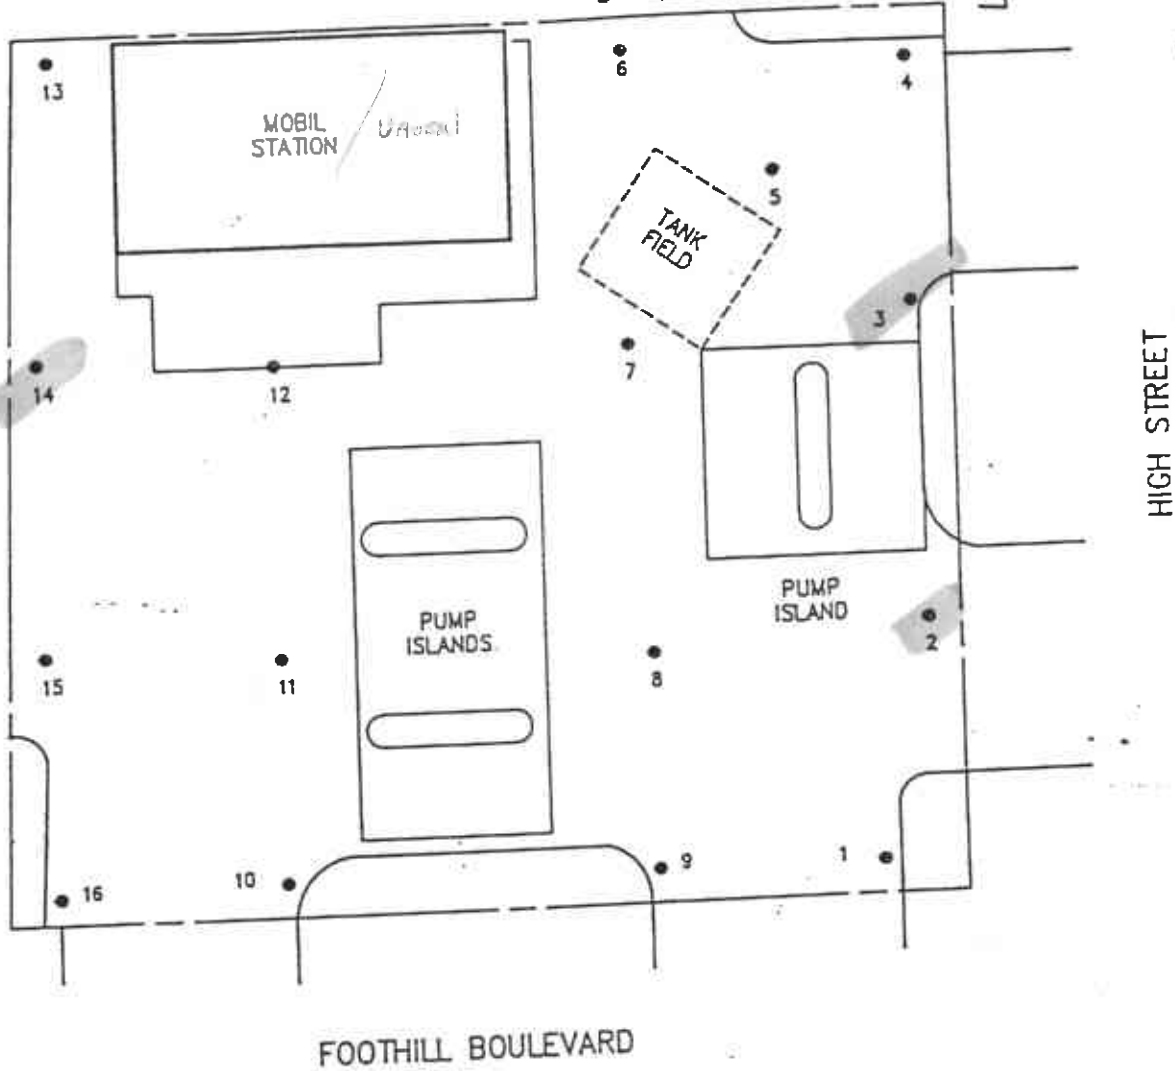 13
6
4
MOBIL
STATION
5
TANK
FIELD
3
14
12
7
HIGH STREET
PUMP
ISLANDS
PUMP
ISLAND
2
15
11
8
1
10
9
16
FOOTHILL BOULEVARD